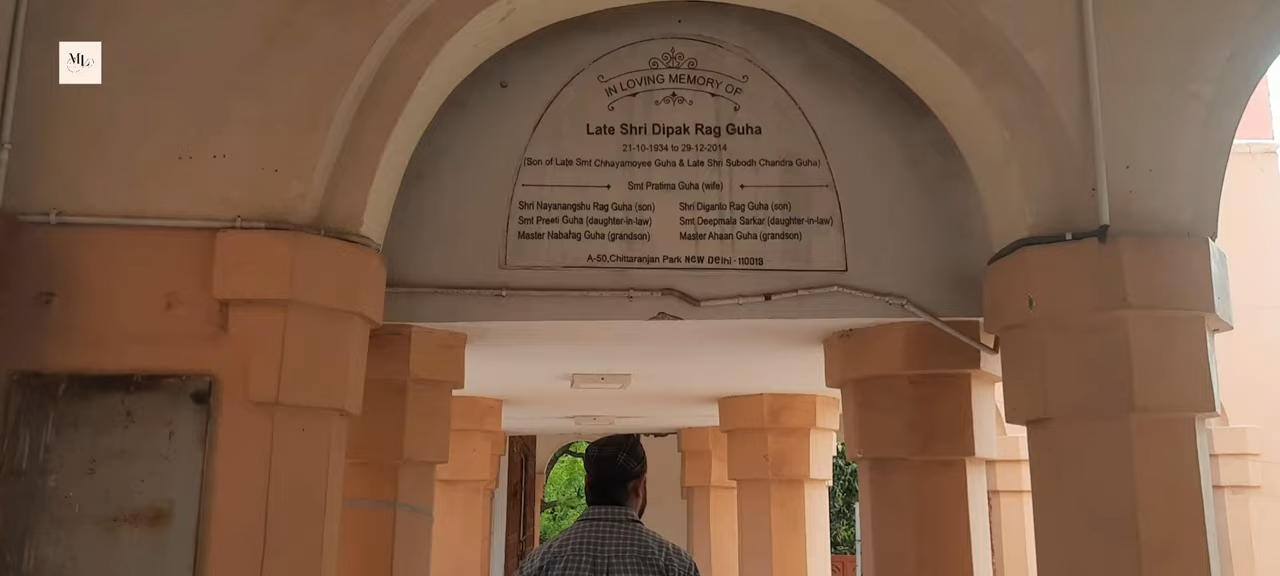 MV
IN LOVING MEMORY OF
Late Shri Dipak Rag Guha
21-10-1934 to 29-12-2014
(Son of Late Smt Chhayamoyee Guha & Late Shri Subodh Chandra Guha)
Smt Pratima Guha (wife)
Shri Nayanangshu Rag Guha (son) Shri Diganto Rag Guha (son)
Smt Preeti Guha (daughter-in-law) Smt Deepmala Sarkar (daughter-in-law)
Master Nabarag Guha (grandson) Master Ahaan Guha (grandson)
A-50, Chittaranjan Park New Delhi - 110019